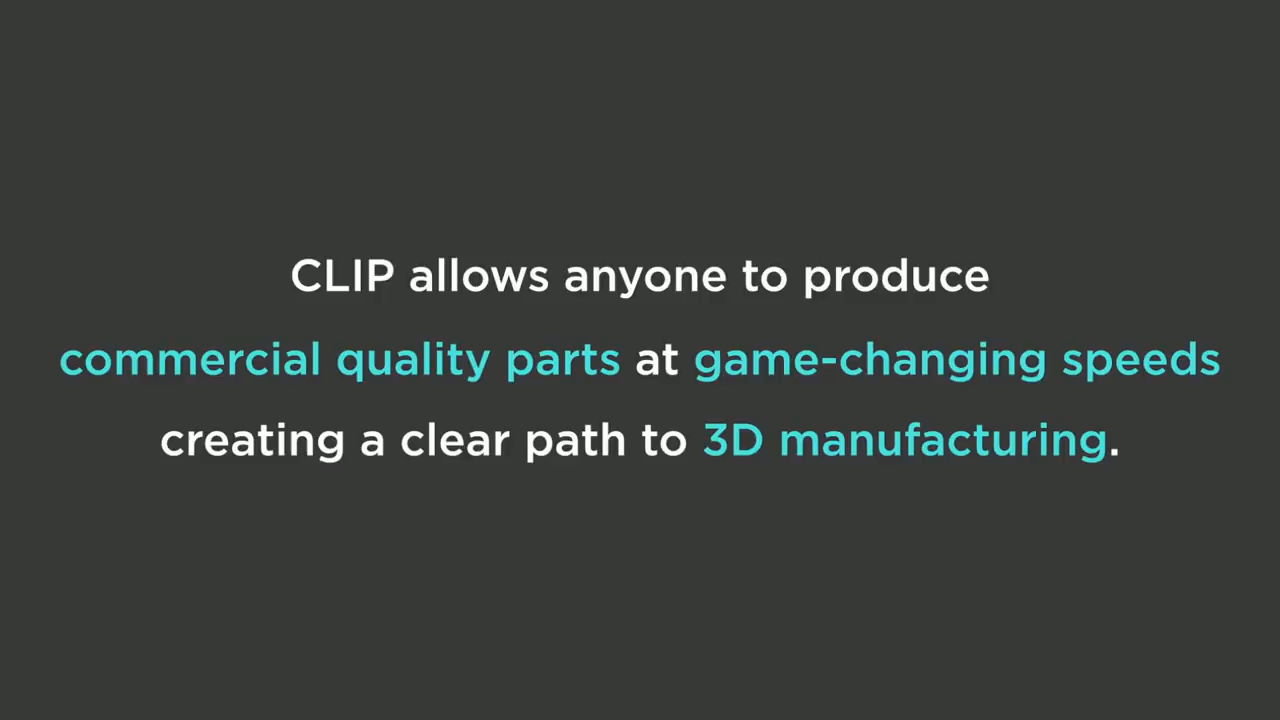 CLIP allows anyone to produce
commercial quality parts at game-changing speeds
creating a clear path to 3D manufacturing.